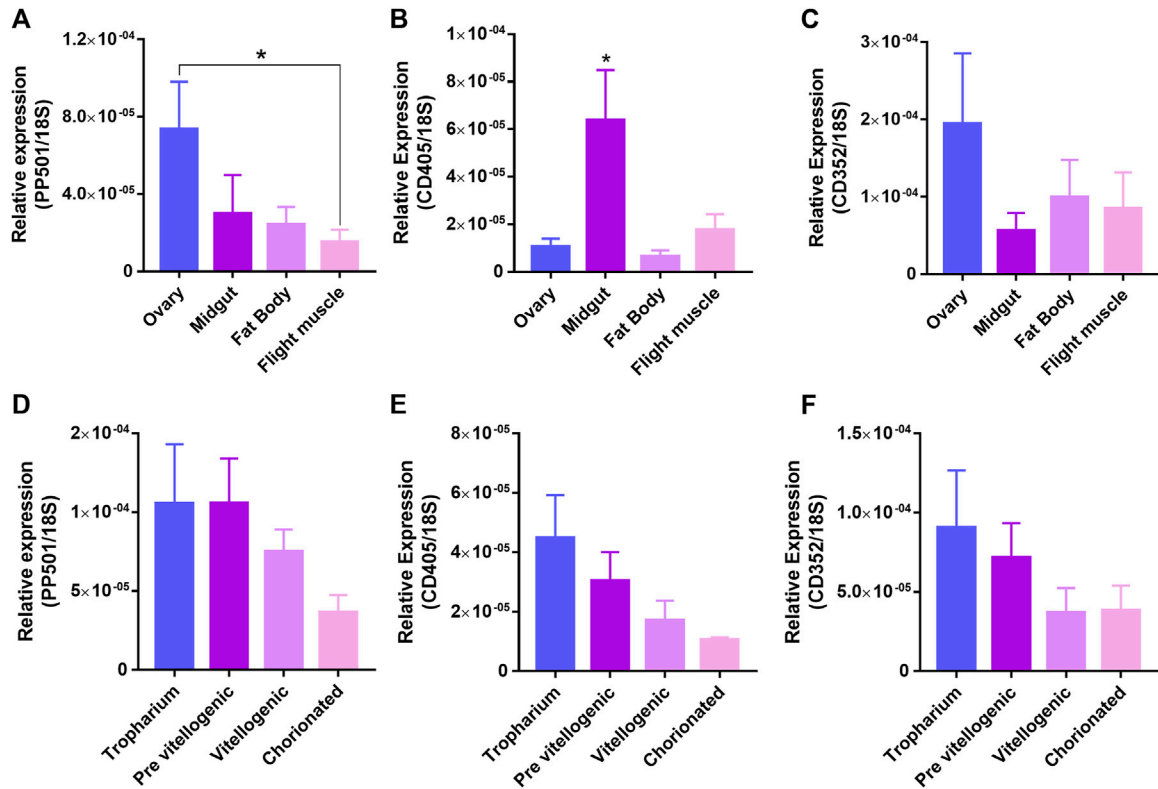 A
Relative expression
(PP501/18S)
1.2×10⁻⁰⁴
8.0×10⁻⁰⁵
4.0×10⁻⁰⁵
0
*
Ovary
Midgut
Fat Body
Flight muscle
B
Relative Expression
(CD405/18S)
1×10⁻⁰⁴
8×10⁻⁰⁵
6×10⁻⁰⁵
4×10⁻⁰⁵
2×10⁻⁰⁵
0
*
Ovary
Midgut
Fat Body
Flight muscle
C
Relative Expression
(CD352/18S)
3×10⁻⁰⁴
2×10⁻⁰⁴
1×10⁻⁰⁴
0
Ovary
Midgut
Fat Body
Flight muscle
D
Relative expression
(PP501/18S)
2×10⁻⁰⁴
1×10⁻⁰⁴
5×10⁻⁰⁵
0
Tropharium
Pre vitellogenic
Vitellogenic
Chorionated
E
Relative Expression
(CD405/18S)
8×10⁻⁰⁵
6×10⁻⁰⁵
4×10⁻⁰⁵
2×10⁻⁰⁵
0
Tropharium
Pre vitellogenic
Vitellogenic
Chorionated
F
Relative Expression
(CD352/18S)
1.5×10⁻⁰⁴
1.0×10⁻⁰⁴
5.0×10⁻⁰⁵
0
Tropharium
Pre vitellogenic
Vitellogenic
Chorionated